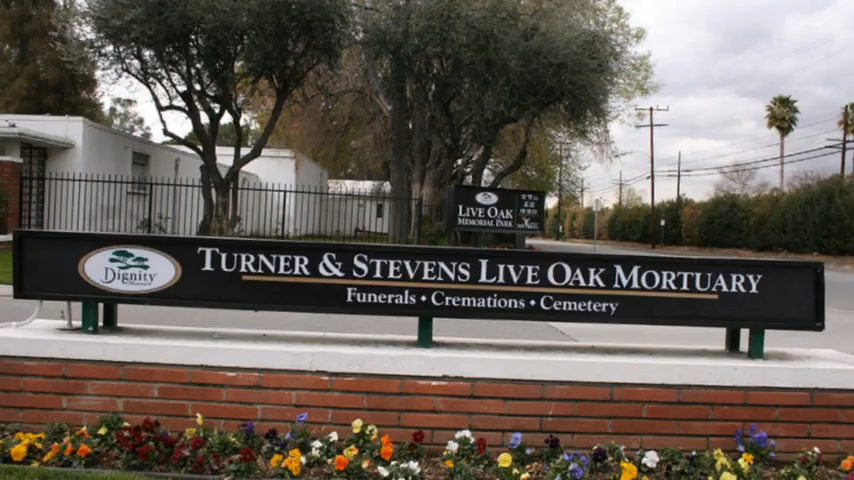 LIVE OAK
MEMORIAL PARK
Dignity
TURNER & STEVENS LIVE OAK MORTUARY
Funerals • Cremations • Cemetery